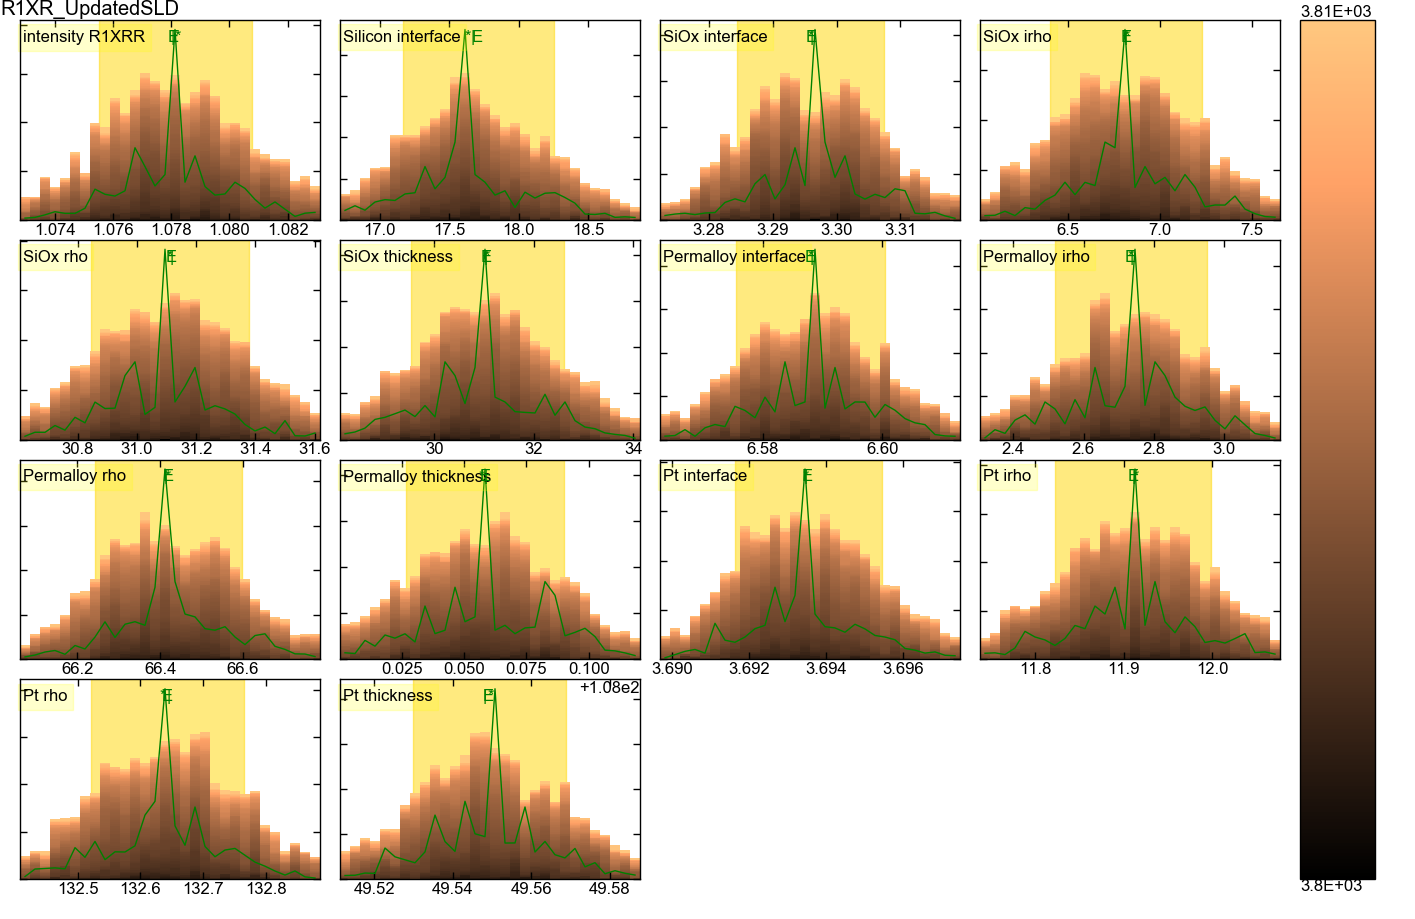 R1XR_UpdatedSLD
3.81E+03
intensity R1XRR
E
*
Silicon interface
*
E
SiOx interface
E
SiOx irho
E
1.074 1.076 1.078 1.080 1.082
17.0 17.5 18.0 18.5
3.28 3.29 3.30 3.31
6.5 7.0 7.5
SiOx rho
E
SiOx thickness
E
Permalloy interface
E
Permalloy irho
E
30.8 31.0 31.2 31.4 31.6
30 32 34
6.58 6.60
2.4 2.6 2.8 3.0
Permalloy rho
E
Permalloy thickness
E
Pt interface
E
Pt irho
E
66.2 66.4 66.6
0.025 0.050 0.075 0.100
+1.08e2
3.690 3.692 3.694 3.696
11.8 11.9 12.0
Pt rho
*
E
Pt thickness
E
*
132.5 132.6 132.7 132.8
49.52 49.54 49.56 49.58
3.8E+03